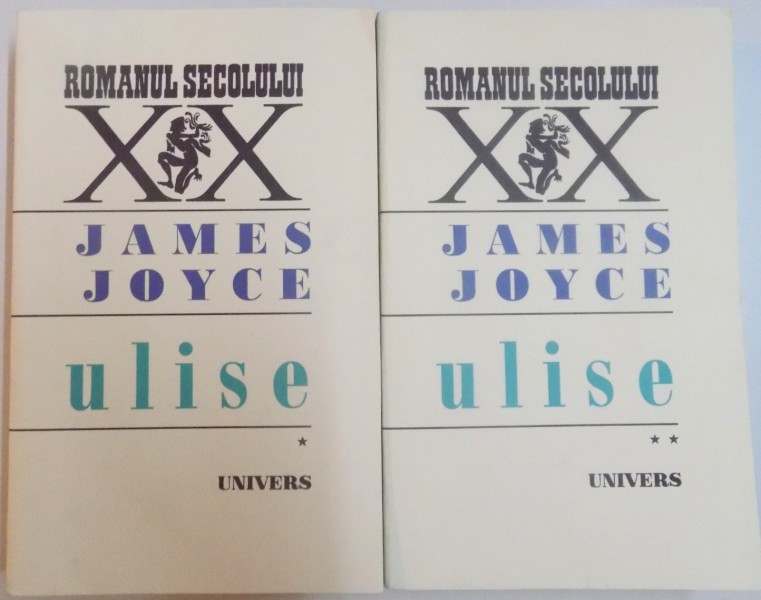 ROMANUL SECOLULUI
XX
JAMES
JOYCE
ulise
★
UNIVERS
ROMANUL SECOLULUI
XX
JAMES
JOYCE
ulise
★★
UNIVERS